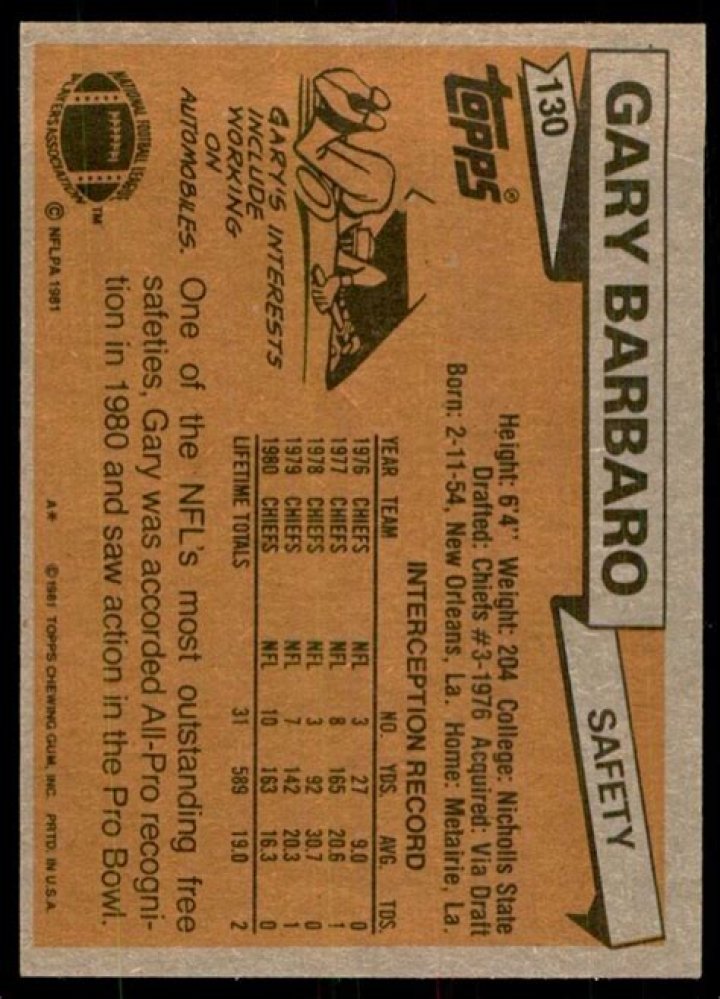 GARY BARBARO
SAFETY
130
TOPPS®
Height: 6'4" Weight: 204 College: Nicholls State
Drafted: Chiefs #3-1976 Acquired: Via Draft
Born: 2-11-54, New Orleans, La. Home: Metairie, La.
INTERCEPTION RECORD
YEAR TEAM NO. YDS. AVG. TDS.
1976 CHIEFS NFL 3 27 9.0 0
1977 CHIEFS NFL 8 165 20.6 1
1978 CHIEFS NFL 3 92 30.7 0
1979 CHIEFS NFL 7 142 20.3 1
1980 CHIEFS NFL 10 163 16.3 0
LIFETIME TOTALS 31 589 19.0 2
GARY'S INTERESTS
INCLUDE
WORKING
ON
AUTOMOBILES.
One of the NFL's most outstanding free
safeties, Gary was accorded All-Pro recogni-
tion in 1980 and saw action in the Pro Bowl.
NATIONAL FOOTBALL LEAGUE
PLAYERS ASSOCIATION
TM
© NFLPA 1981
A* © 1981 TOPPS CHEWING GUM, INC. PRTD. IN U.S.A.